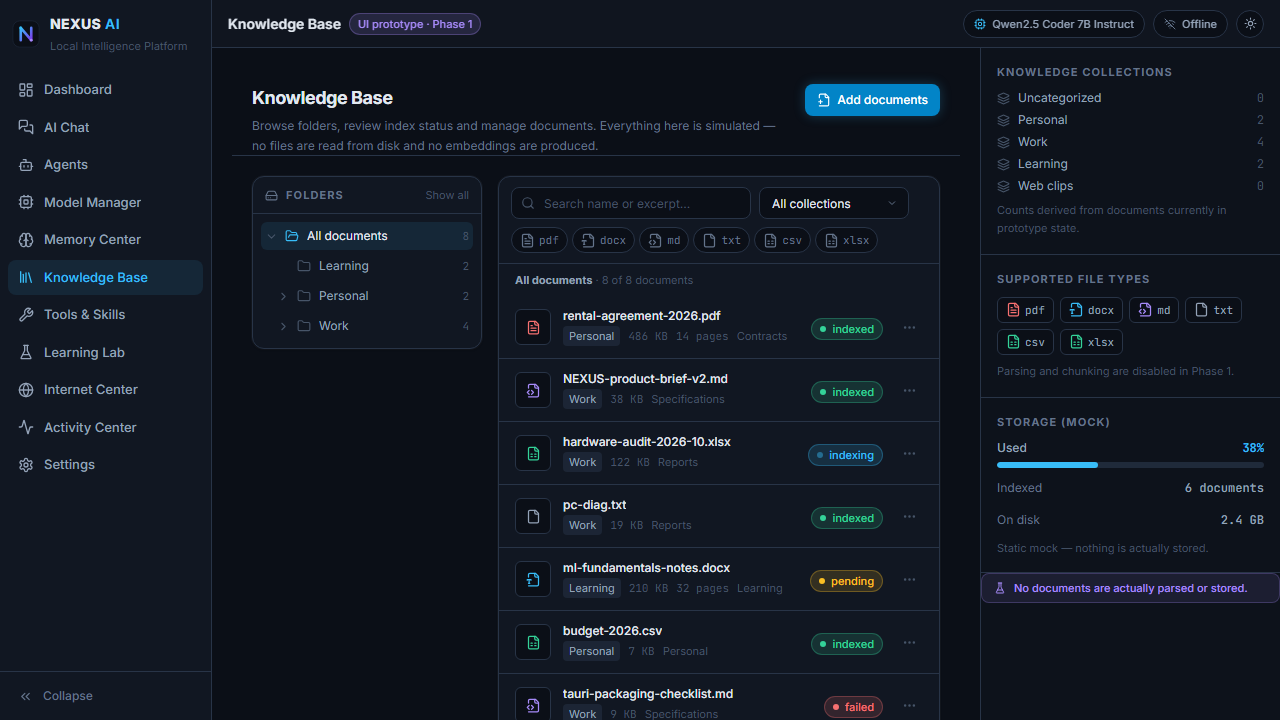 NEXUS AI
Local Intelligence Platform
Dashboard
AI Chat
Agents
Model Manager
Memory Center
Knowledge Base
Tools & Skills
Learning Lab
Internet Center
Activity Center
Settings
Collapse
Knowledge Base
UI prototype · Phase 1
Qwen2.5 Coder 7B Instruct
Offline
Knowledge Base
Browse folders, review index status and manage documents. Everything here is simulated —
no files are read from disk and no embeddings are produced.
Add documents
FOLDERS
Show all
All documents 8
Learning 2
Personal 2
Work 4
Search name or excerpt...
All collections
pdf docx md txt csv xlsx
All documents · 8 of 8 documents
rental-agreement-2026.pdf
Personal 486 KB 14 pages Contracts
indexed
NEXUS-product-brief-v2.md
Work 38 KB Specifications
indexed
hardware-audit-2026-10.xlsx
Work 122 KB Reports
indexing
pc-diag.txt
Work 19 KB Reports
indexed
ml-fundamentals-notes.docx
Learning 210 KB 32 pages Learning
pending
budget-2026.csv
Personal 7 KB Personal
indexed
tauri-packaging-checklist.md
Work 9 KB Specifications
failed
KNOWLEDGE COLLECTIONS
Uncategorized 0
Personal 2
Work 4
Learning 2
Web clips 0
Counts derived from documents currently in
prototype state.
SUPPORTED FILE TYPES
pdf docx md txt
csv xlsx
Parsing and chunking are disabled in Phase 1.
STORAGE (MOCK)
Used 38%
Indexed 6 documents
On disk 2.4 GB
Static mock — nothing is actually stored.
No documents are actually parsed or stored.